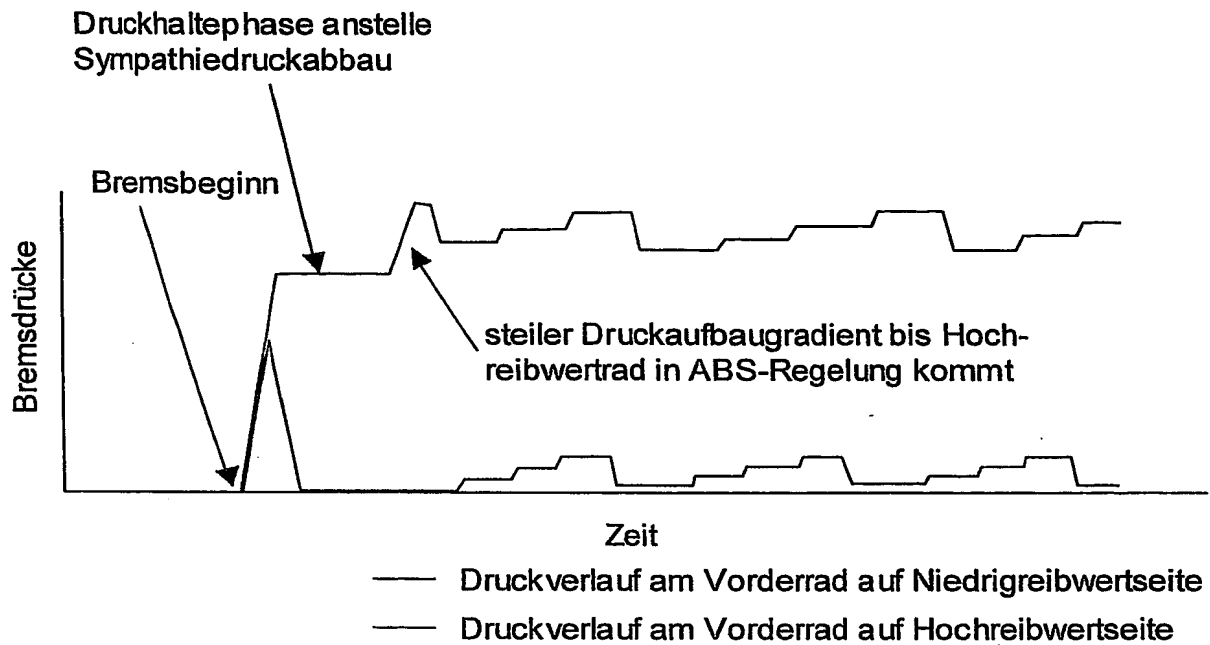 Druckhaltephase anstelle
Sympathiedruckabbau
Bremsbeginn
Bremsdrücke
steiler Druckaufbaugradient bis Hoch-
reibwertrad in ABS-Regelung kommt
Zeit
Druckverlauf am Vorderrad auf Niedrigreibwertseite
Druckverlauf am Vorderrad auf Hochreibwertseite